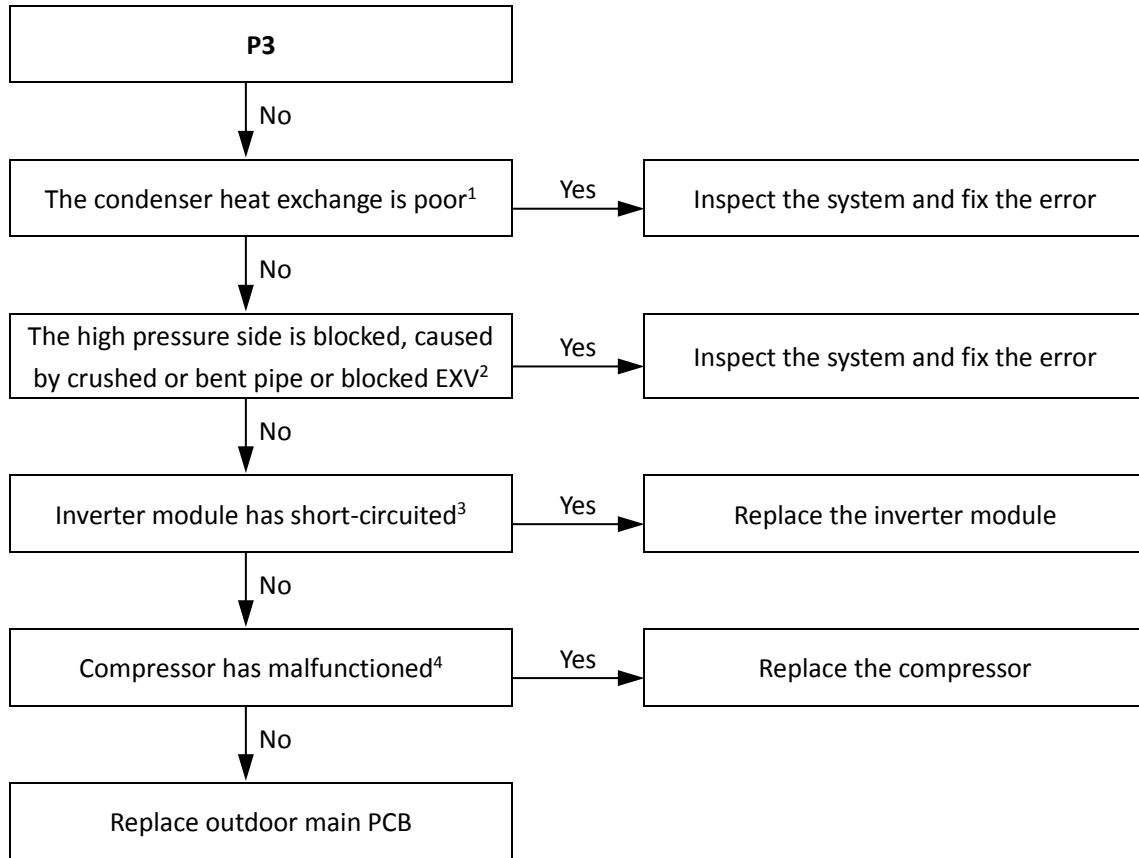 P3
No
The condenser heat exchange is poor1
Yes
Inspect the system and fix the error
No
The high pressure side is blocked, caused
by crushed or bent pipe or blocked EXV2
Yes
Inspect the system and fix the error
No
Inverter module has short-circuited3
Yes
Replace the inverter module
No
Compressor has malfunctioned4
Yes
Replace the compressor
No
Replace outdoor main PCB